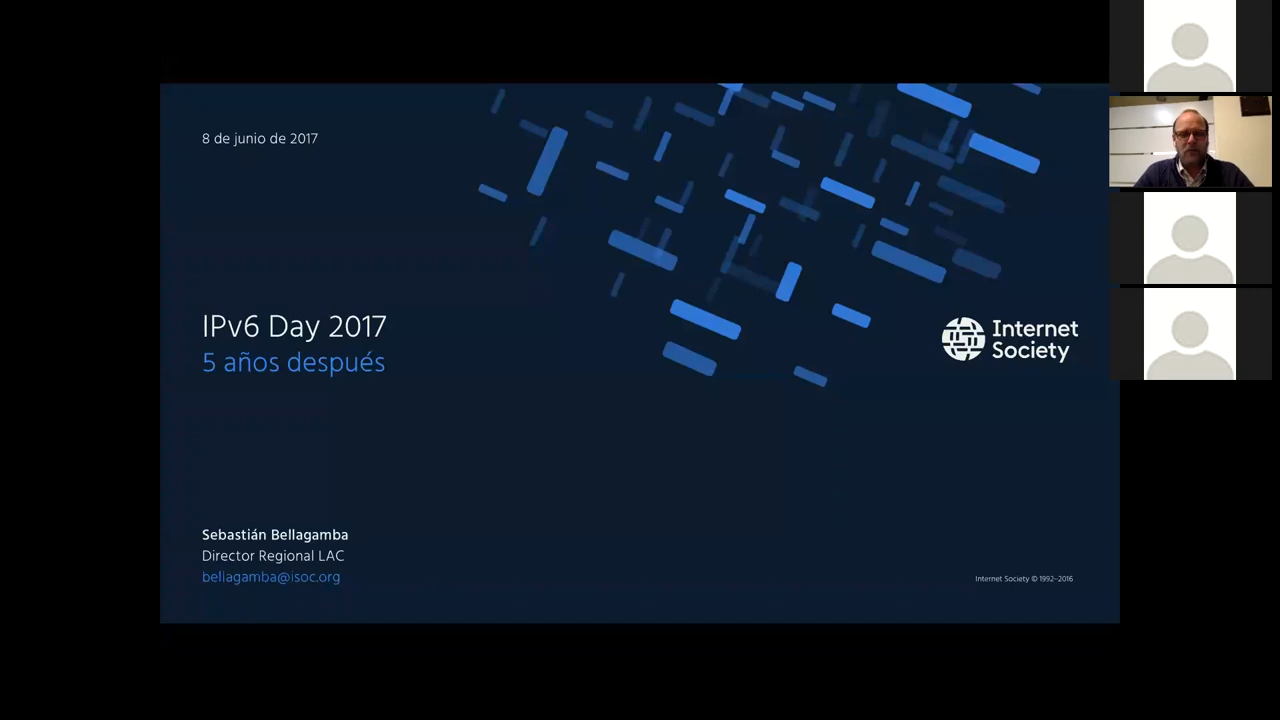 8 de junio de 2017
IPv6 Day 2017
5 años después
Internet
Society
Sebastián Bellagamba
Director Regional LAC
bellagamba@isoc.org
Internet Society © 1992–2016